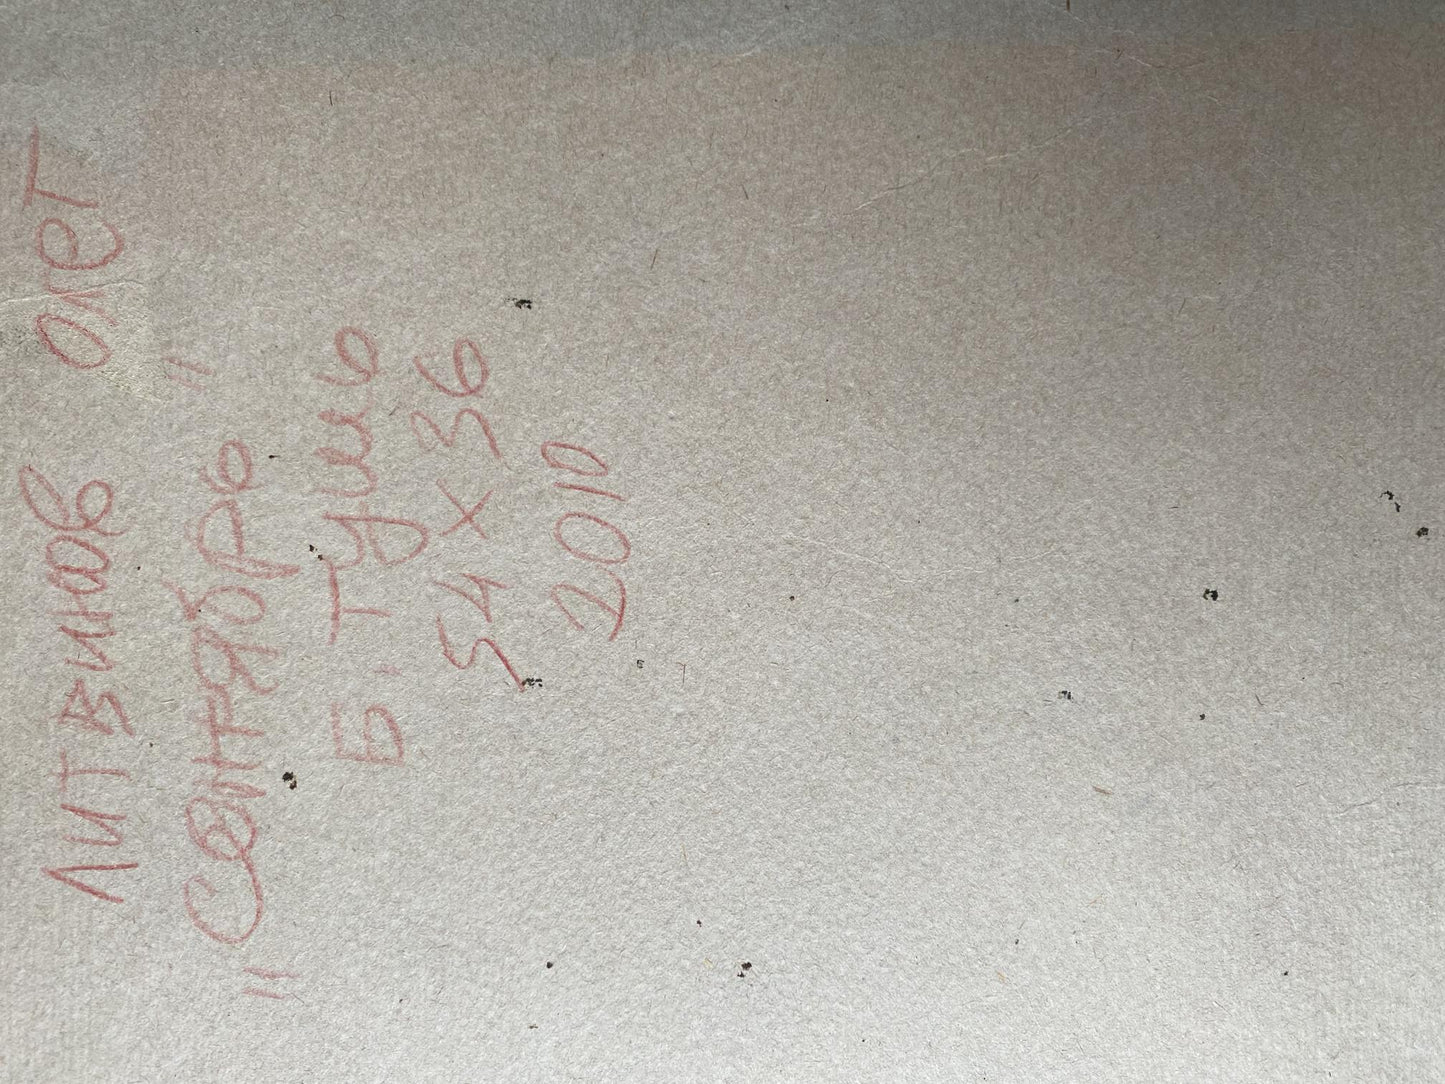 Литвинов Олег
"Сентябрь"
Б. Тушь
54 х 36
2010